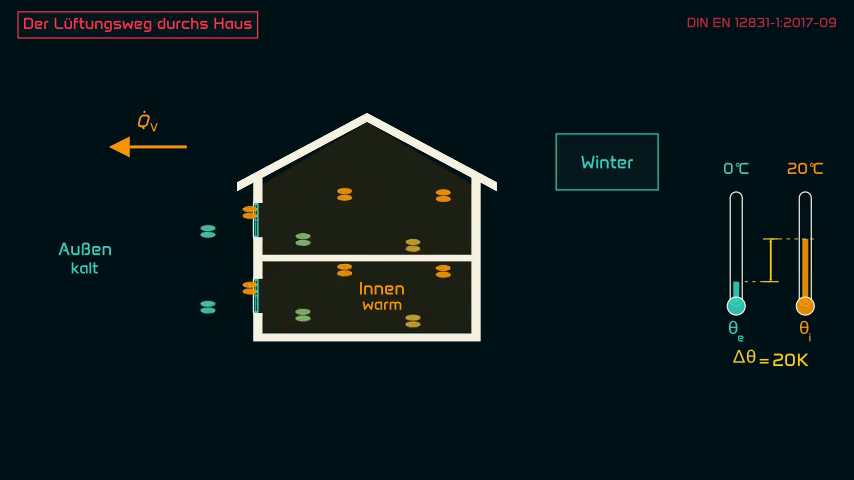 Der Lüftungsweg durchs Haus
DIN EN 12831-1:2017-09
Q̇V
Winter
0°C
20°C
Außen
kalt
Innen
warm
θe
θi
Δθ=20K